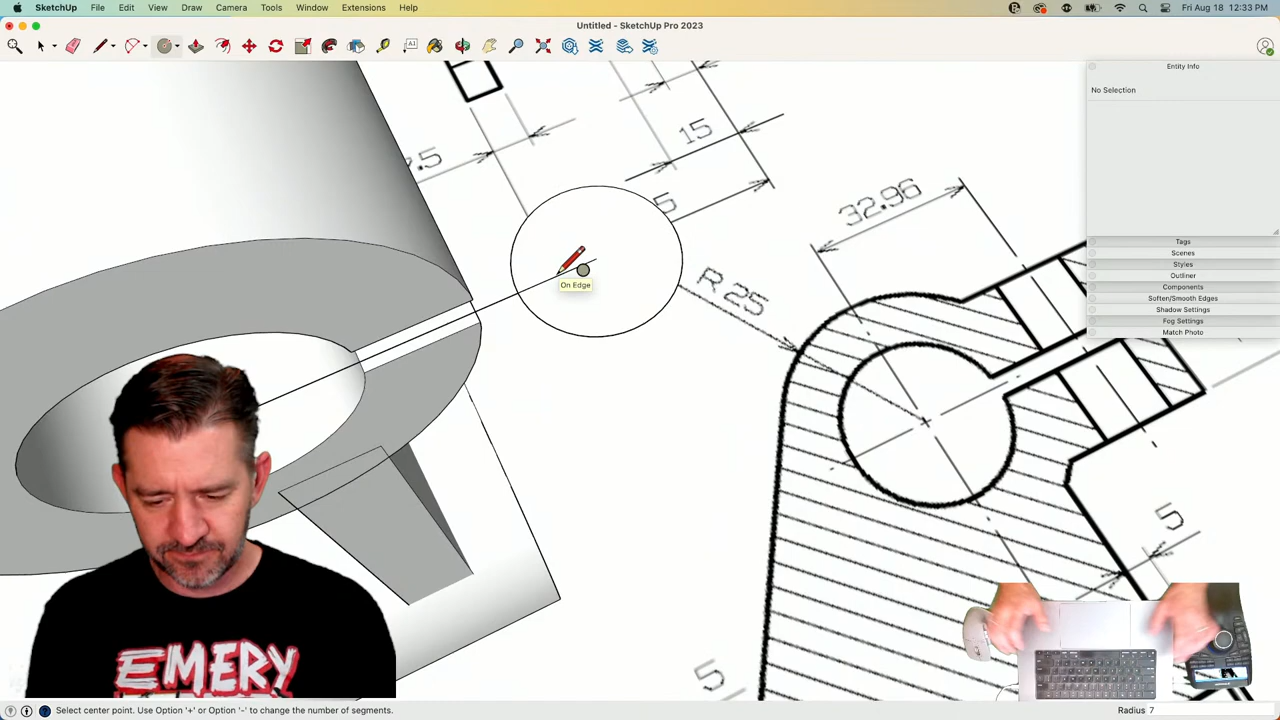 SketchUp File Edit View Draw Camera Tools Window Extensions Help
Fri Aug 18 12:33 PM
Untitled - SketchUp Pro 2023
Entity Info
No Selection
Tags
Scenes
Styles
Outliner
Components
Soften/Smooth Edges
Shadow Settings
Fog Settings
Match Photo
15
7.5
5
32.96
R 25
On Edge
5
5
EMERY
Select center point. Use Option '+' or Option '-' to change the number of segments.
Radius 7